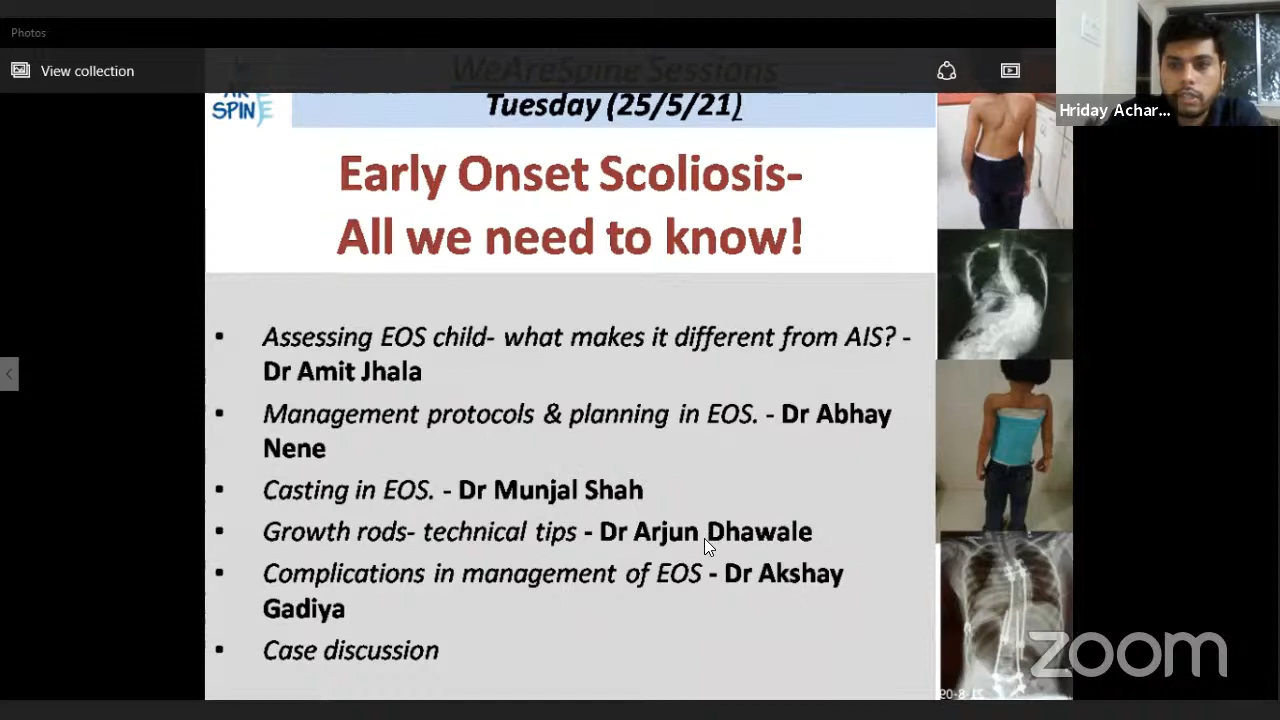 Photos
View collection
WeAreSpine Sessions
Tuesday (25/5/21)
AR
SPINE
Hriday Achar...
Early Onset Scoliosis-
All we need to know!
▪ Assessing EOS child- what makes it different from AIS? -
Dr Amit Jhala
▪ Management protocols & planning in EOS. - Dr Abhay
Nene
▪ Casting in EOS. - Dr Munjal Shah
▪ Growth rods- technical tips - Dr Arjun Dhawale
▪ Complications in management of EOS - Dr Akshay
Gadiya
▪ Case discussion
zoom